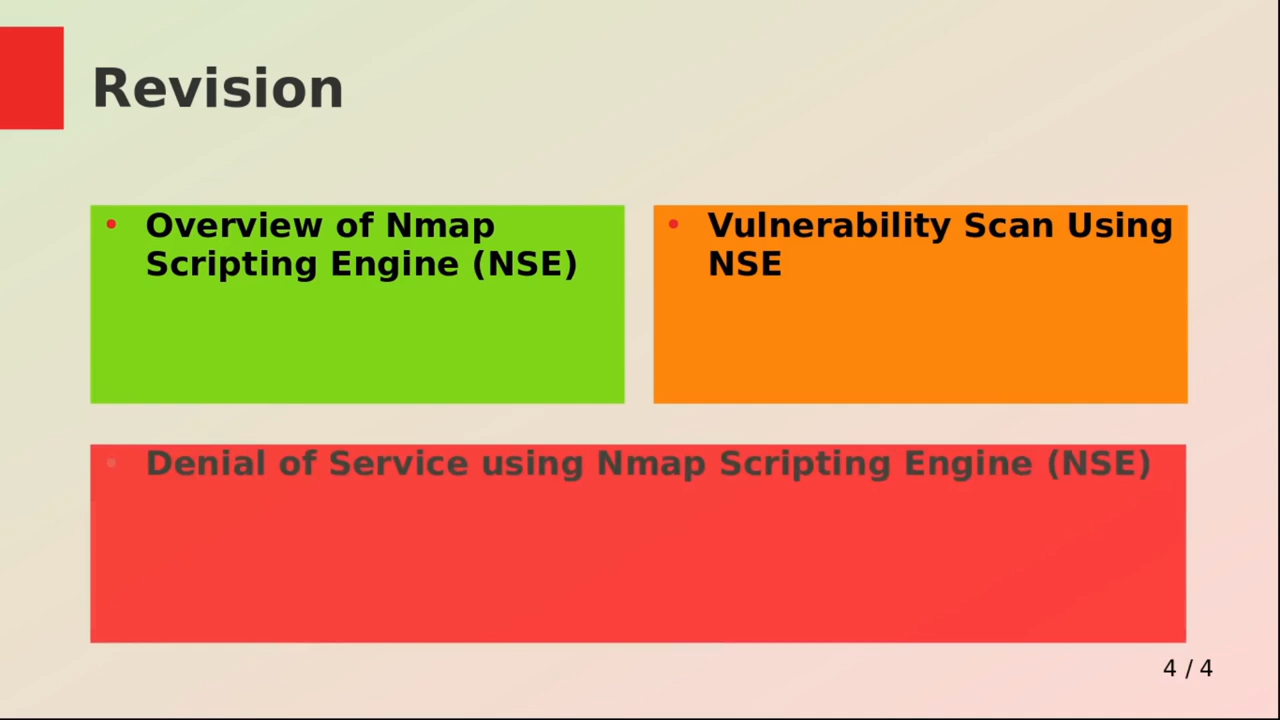 Revision
• Overview of Nmap
Scripting Engine (NSE)
• Vulnerability Scan Using
NSE
• Denial of Service using Nmap Scripting Engine (NSE)
4 / 4